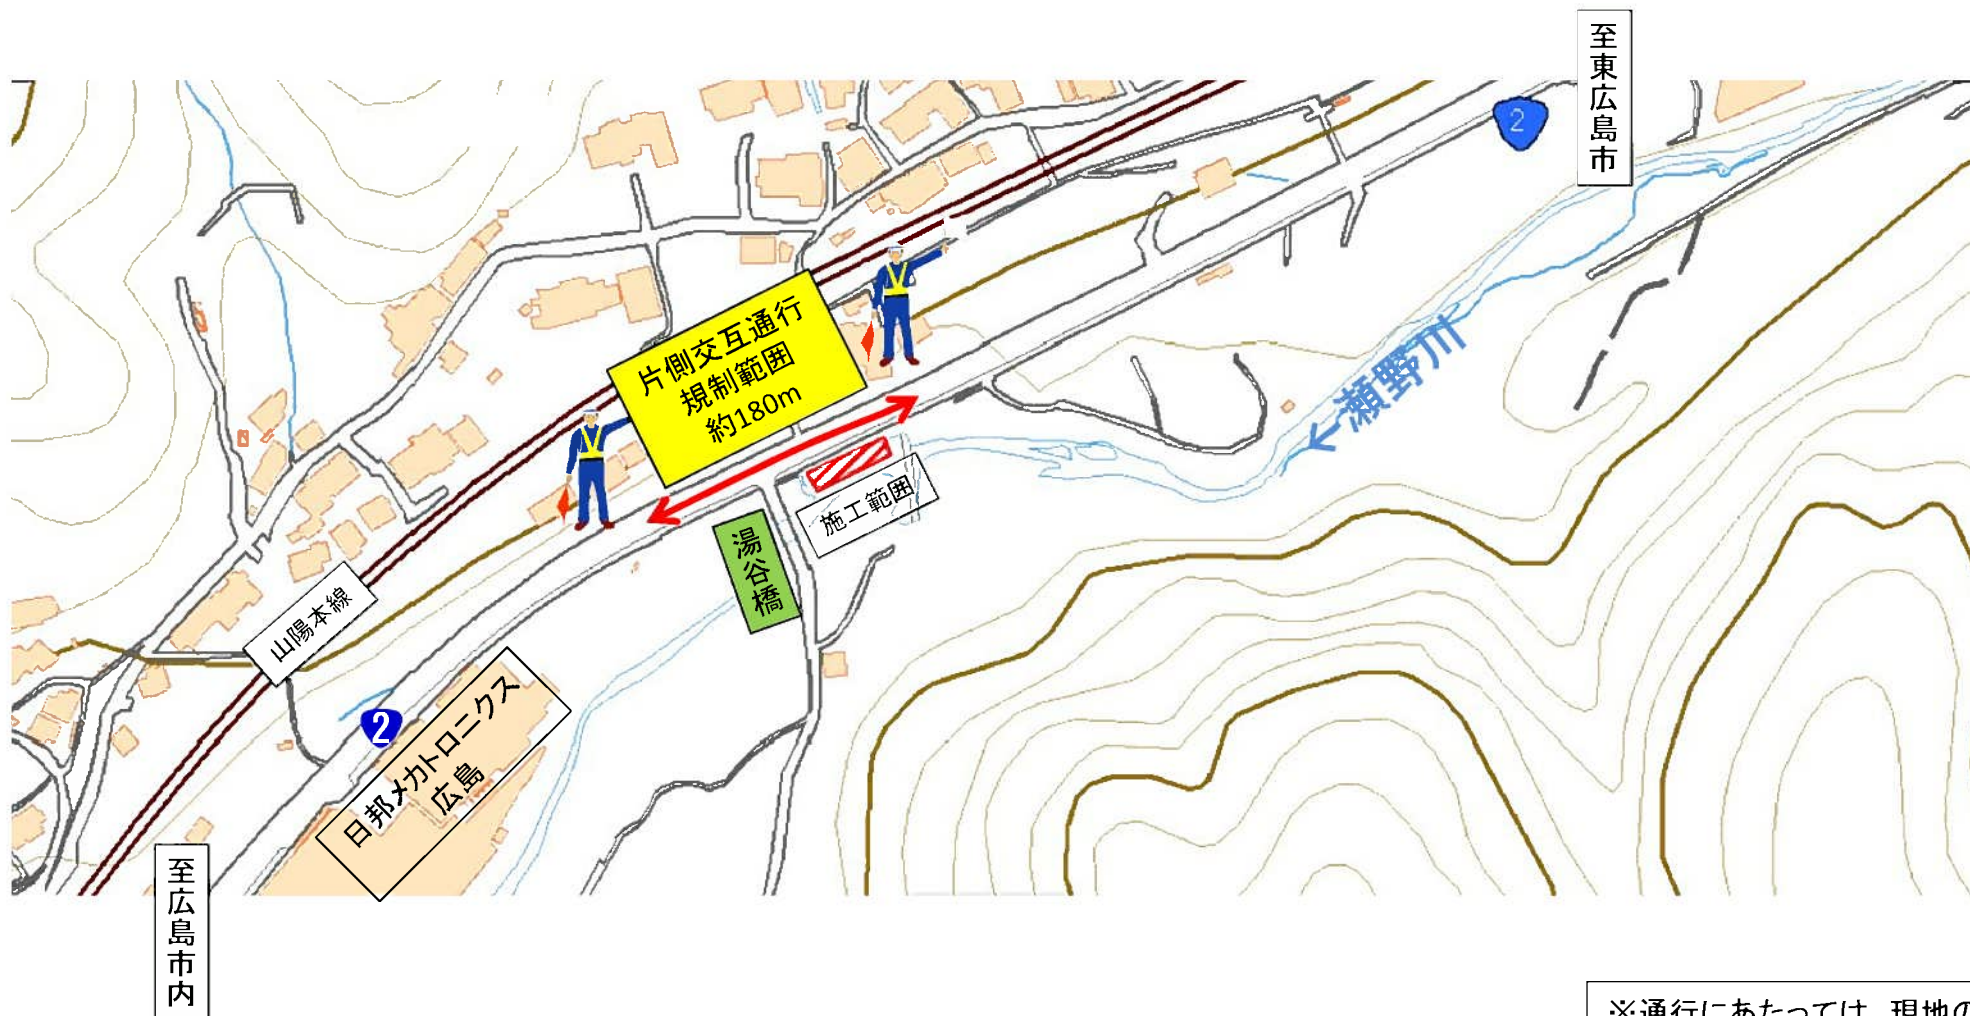 至東広島市
2
片側交互通行
規制範囲
約180m
←瀬野川
施工範囲
湯谷橋
山陽本線
2
日邦メカトロニクス
広島
至広島市内
※通行にあたっては、現地の